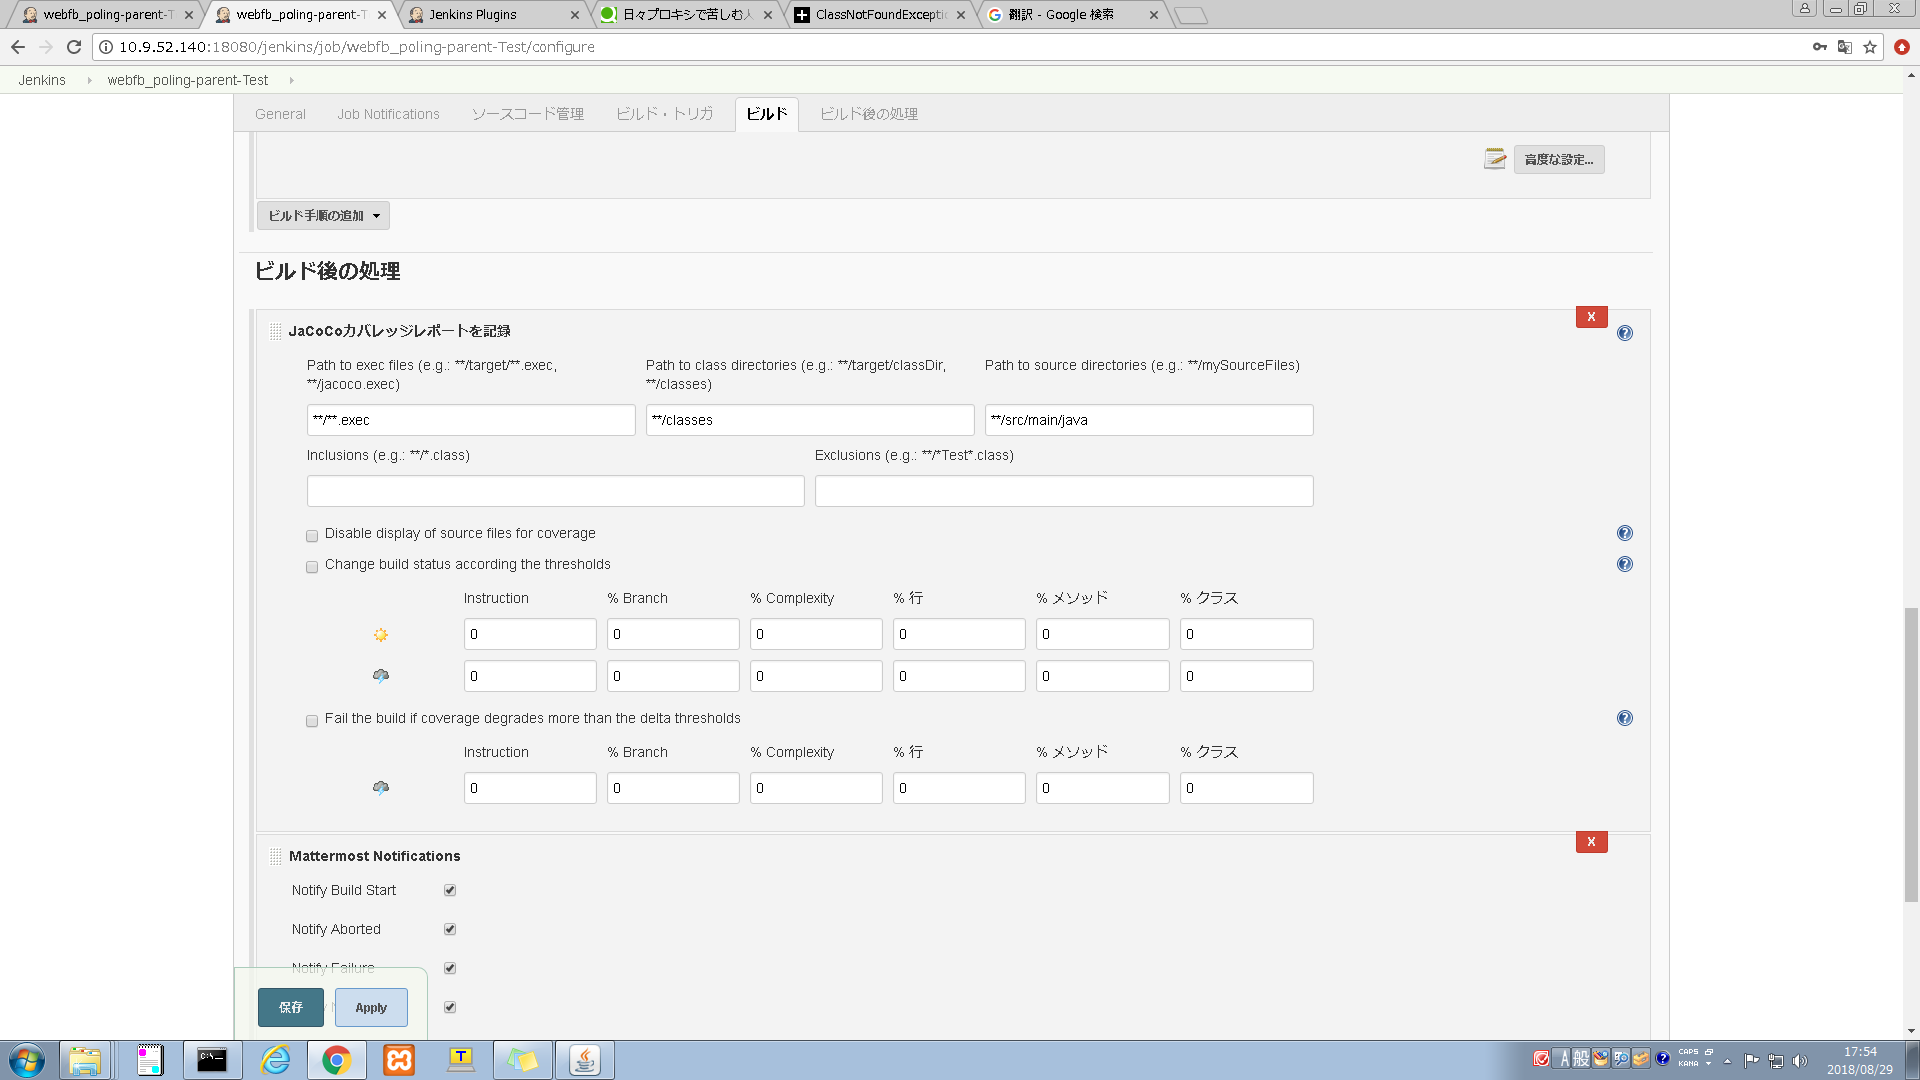 webfb_poling-parent-T
webfb_poling-parent-T
Jenkins Plugins
日々プロキシで苦しむ人
ClassNotFoundExceptio
翻訳 - Google 検索
10.9.52.140:18080/jenkins/job/webfb_poling-parent-Test/configure
Jenkins
webfb_poling-parent-Test
General
Job Notifications
ソースコード管理
ビルド・トリガ
ビルド
ビルド後の処理
高度な設定...
ビルド手順の追加
ビルド後の処理
X
JaCoCoカバレッジレポートを記録
Path to exec files (e.g.: **/target/**.exec, **/jacoco.exec)
Path to class directories (e.g.: **/target/classDir, **/classes)
Path to source directories (e.g.: **/mySourceFiles)
**/**.exec
**/classes
**/src/main/java
Inclusions (e.g.: **/*.class)
Exclusions (e.g.: **/*Test*.class)
Disable display of source files for coverage
Change build status according the thresholds
Instruction % Branch % Complexity % 行 % メソッド % クラス
0 0 0 0 0 0
0 0 0 0 0 0
Fail the build if coverage degrades more than the delta thresholds
Instruction % Branch % Complexity % 行 % メソッド % クラス
0 0 0 0 0 0
X
Mattermost Notifications
Notify Build Start
Notify Aborted
Notify Failure
保存
Apply
A 般
CAPS
KANA
17:54
2018/08/29